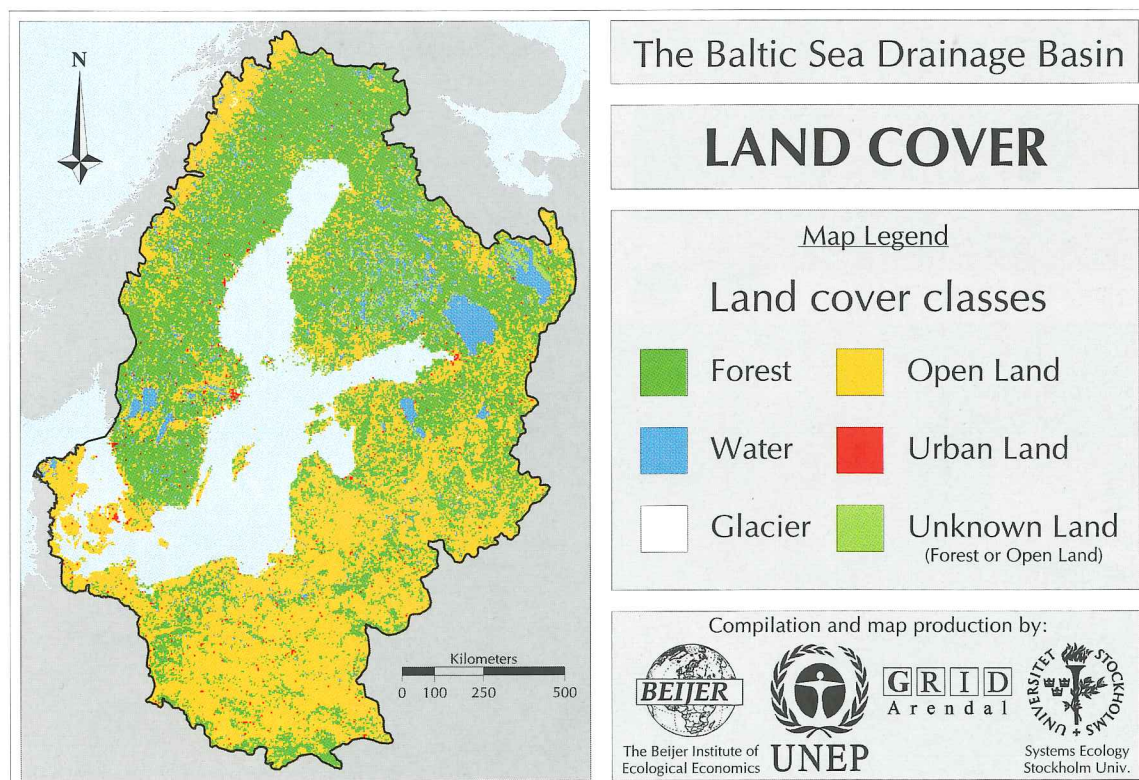 N
Kilometers
0 100 250 500
The Baltic Sea Drainage Basin
LAND COVER
Map Legend
Land cover classes
Forest
Open Land
Water
Urban Land
Glacier
Unknown Land
(Forest or Open Land)
Compilation and map production by:
BEIJER
The Beijer Institute of
Ecological Economics
UNEP
GRID
Arendal
STOCKHOLMS UNIVERSITET
Systems Ecology
Stockholm Univ.